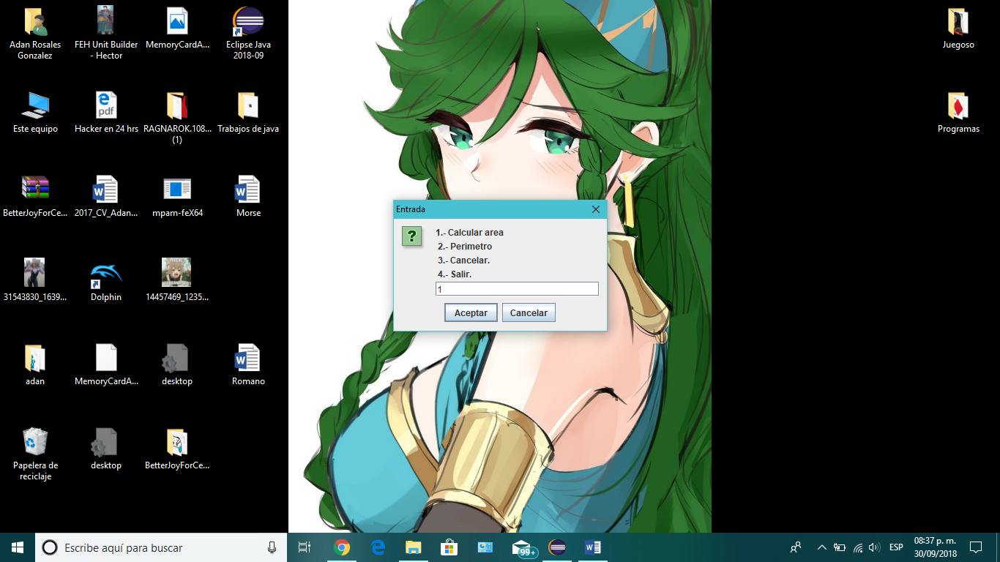 Adan Rosales
Gonzalez
FEH Unit Builder
- Hector
MemoryCardA...
Eclipse Java
2018-09
Juegoso
Este equipo
pdf
Hacker en 24 hrs
RAGNAROK.108...
(1)
Trabajos de java
Programas
BetterJoyForCe...
2017_CV_Adan...
mpam-feX64
Morse
Entrada
1.- Calcular area
2.- Perimetro
3.- Cancelar.
4.- Salir.
1
Aceptar
Cancelar
31543830_1639...
Dolphin
14457469_1235...
adan
MemoryCardA...
desktop
Romano
Papelera de
reciclaje
desktop
BetterJoyForCe...
Escribe aquí para buscar
99+
ESP
08:37 p. m.
30/09/2018